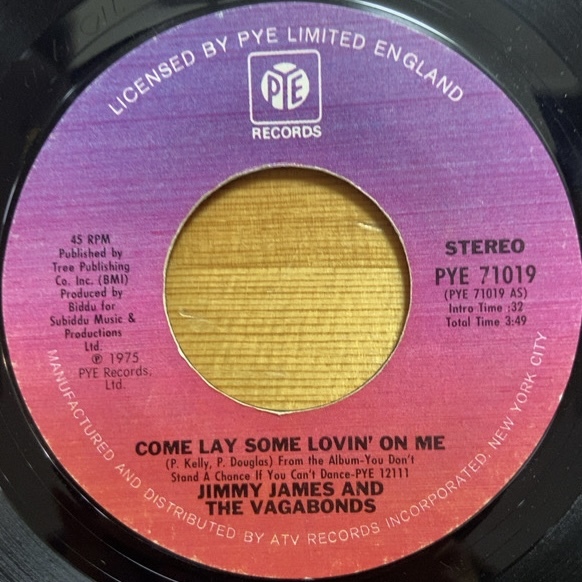 LICENSED BY PYE LIMITED ENGLAND
PYE
RECORDS
45 RPM
Published by
Tree Publishing
Co. Inc. (BMI)
Produced by
Biddu for
Subiddu Music &
Productions
Ltd.
℗ 1975
PYE Records,
Ltd.
STEREO
PYE 71019
(PYE 71019 AS)
Intro Time :32
Total Time 3:49
COME LAY SOME LOVIN' ON ME
(P. Kelly, P. Douglas) From the Album-You Don't
Stand A Chance If You Can't Dance-PYE 12111
JIMMY JAMES AND
THE VAGABONDS
MANUFACTURED AND DISTRIBUTED BY ATV RECORDS INCORPORATED. NEW YORK CITY